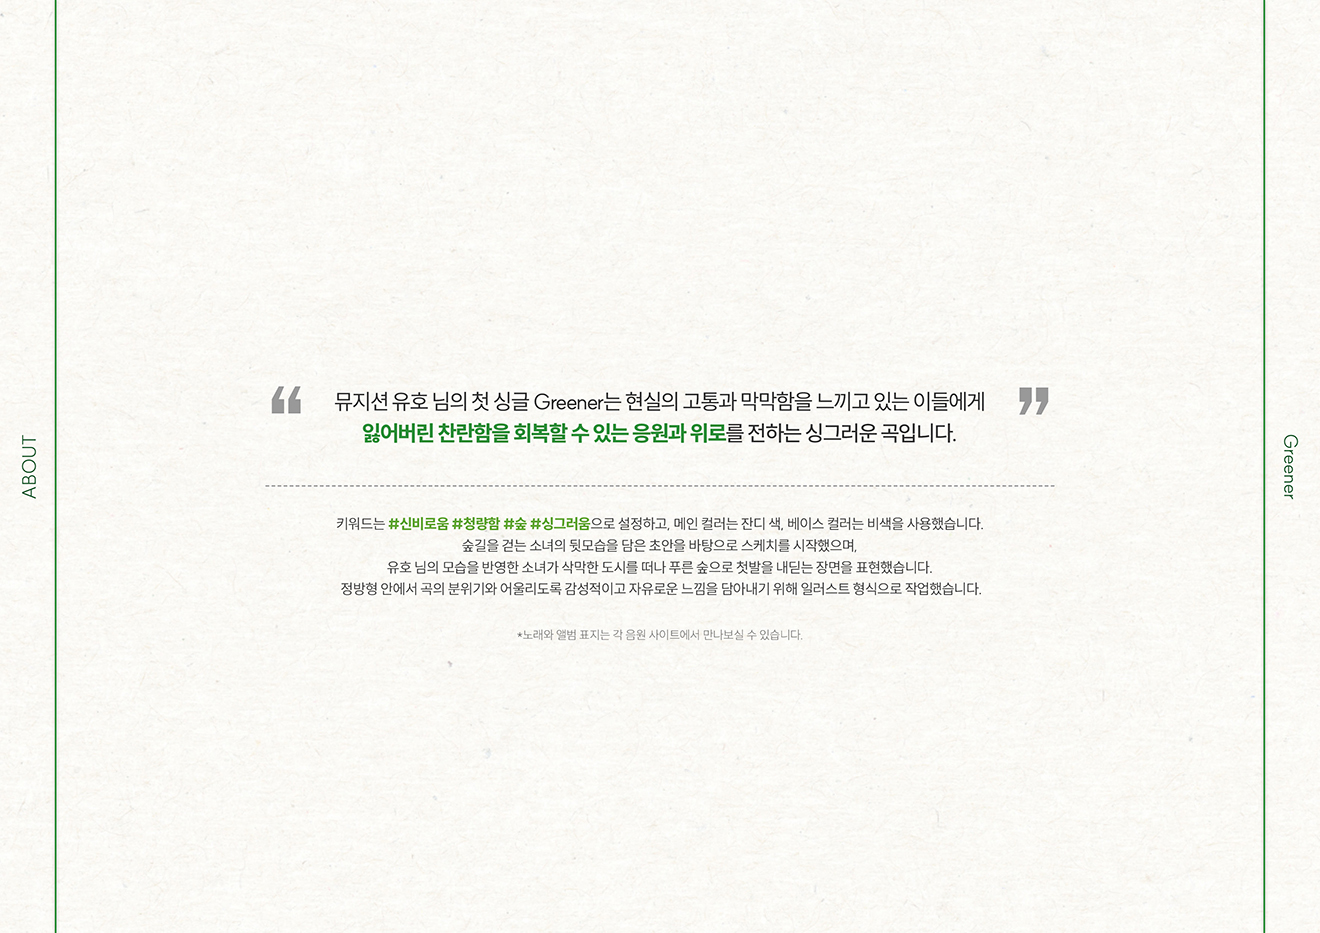 ABOUT
“ 뮤지션 유호 님의 첫 싱글 Greener는 현실의 고통과 막막함을 느끼고 있는 이들에게 ”
잃어버린 찬란함을 회복할 수 있는 응원과 위로를 전하는 싱그러운 곡입니다.
키워드는 #신비로움 #청량함 #숲 #싱그러움으로 설정하고, 메인 컬러는 잔디 색, 베이스 컬러는 비색을 사용했습니다.
숲길을 걷는 소녀의 뒷모습을 담은 초안을 바탕으로 스케치를 시작했으며,
유호 님의 모습을 반영한 소녀가 삭막한 도시를 떠나 푸른 숲으로 첫발을 내딛는 장면을 표현했습니다.
정방형 안에서 곡의 분위기와 어울리도록 감성적이고 자유로운 느낌을 담아내기 위해 일러스트 형식으로 작업했습니다.
*노래와 앨범 표지는 각 음원 사이트에서 만나보실 수 있습니다.
Greener